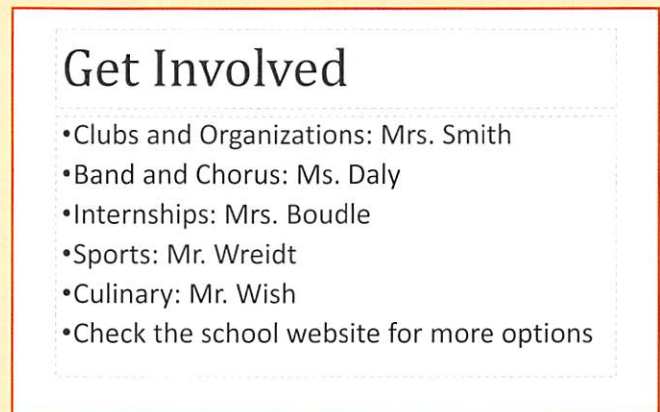 Get Involved
•Clubs and Organizations: Mrs. Smith
•Band and Chorus: Ms. Daly
•Internships: Mrs. Boudle
•Sports: Mr. Wreidt
•Culinary: Mr. Wish
•Check the school website for more options